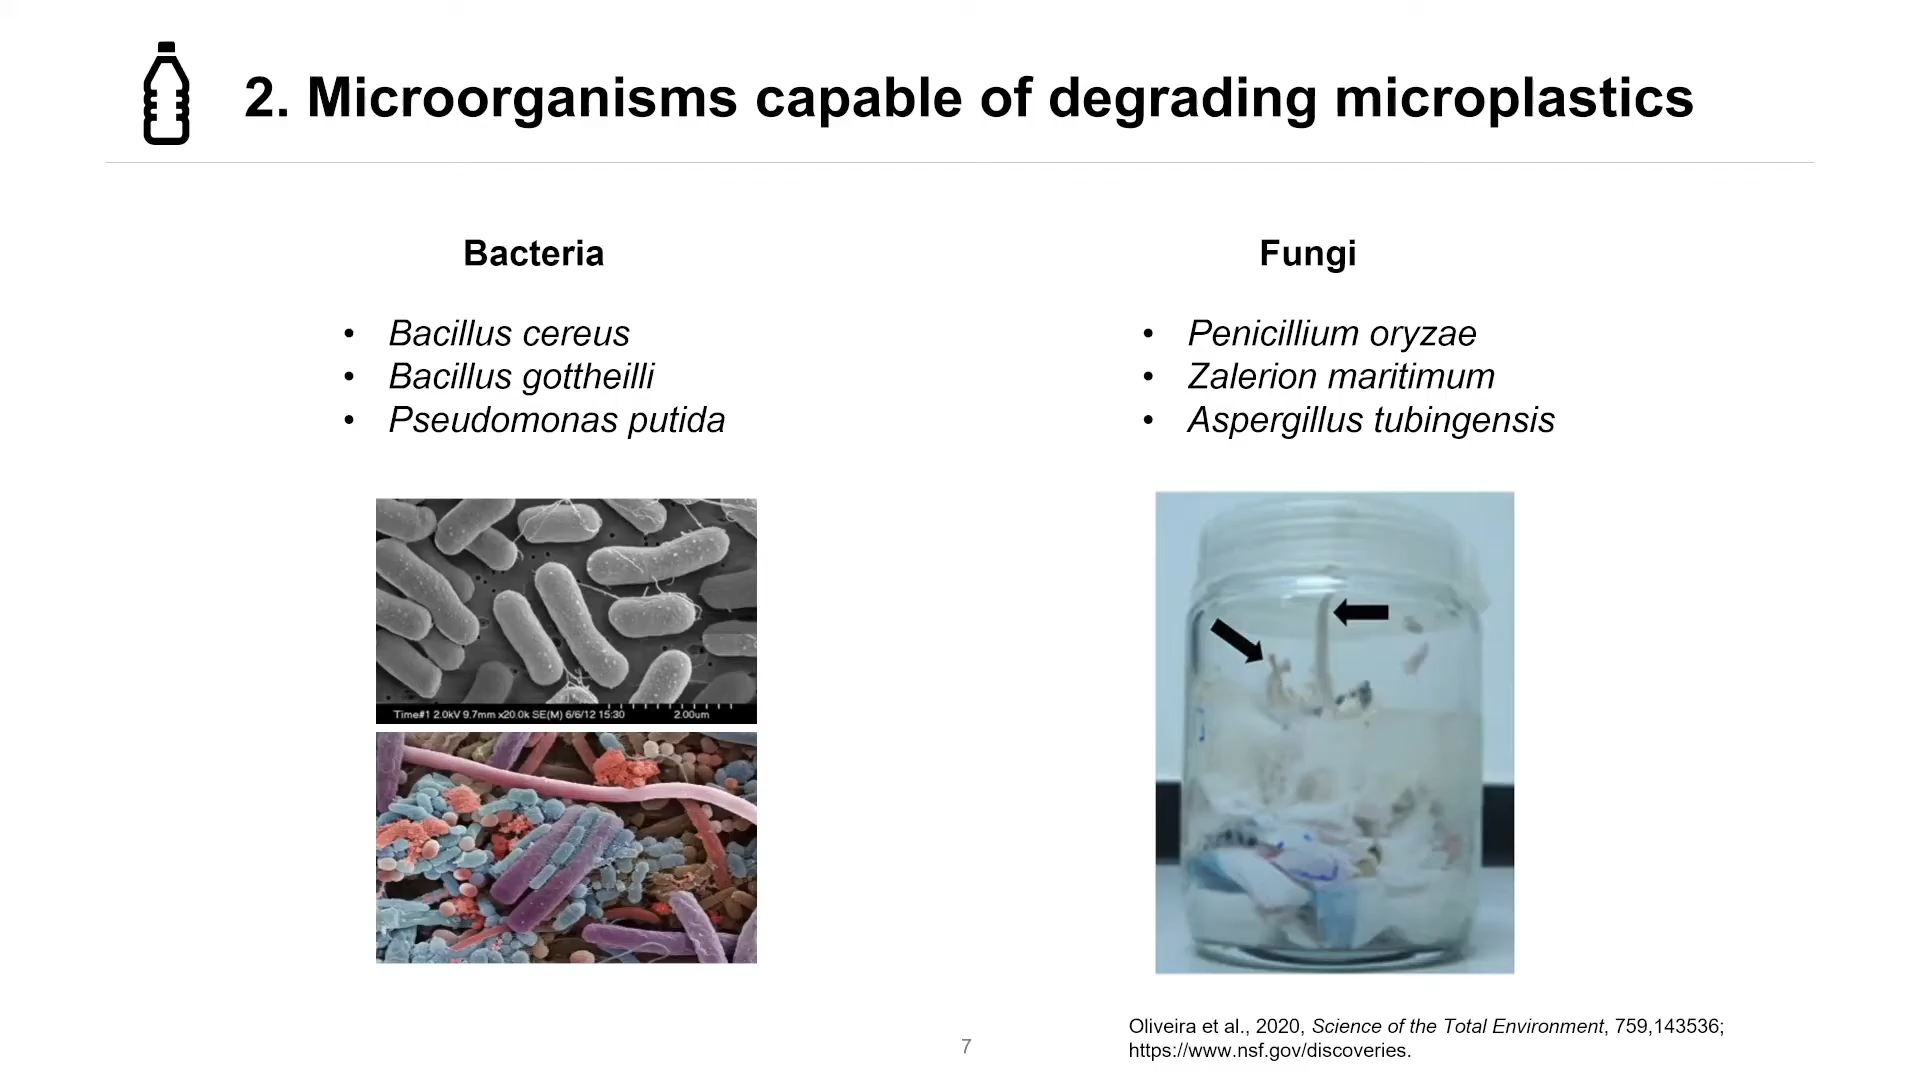 2. Microorganisms capable of degrading microplastics
Bacteria
• Bacillus cereus
• Bacillus gottheilli
• Pseudomonas putida
Fungi
• Penicillium oryzae
• Zalerion maritimum
• Aspergillus tubingensis
Time#1 2.0kV 9.7mm x20.0k SE(M) 6/6/12 15:30 2.00um
Oliveira et al., 2020, Science of the Total Environment, 759,143536;
https://www.nsf.gov/discoveries.
7